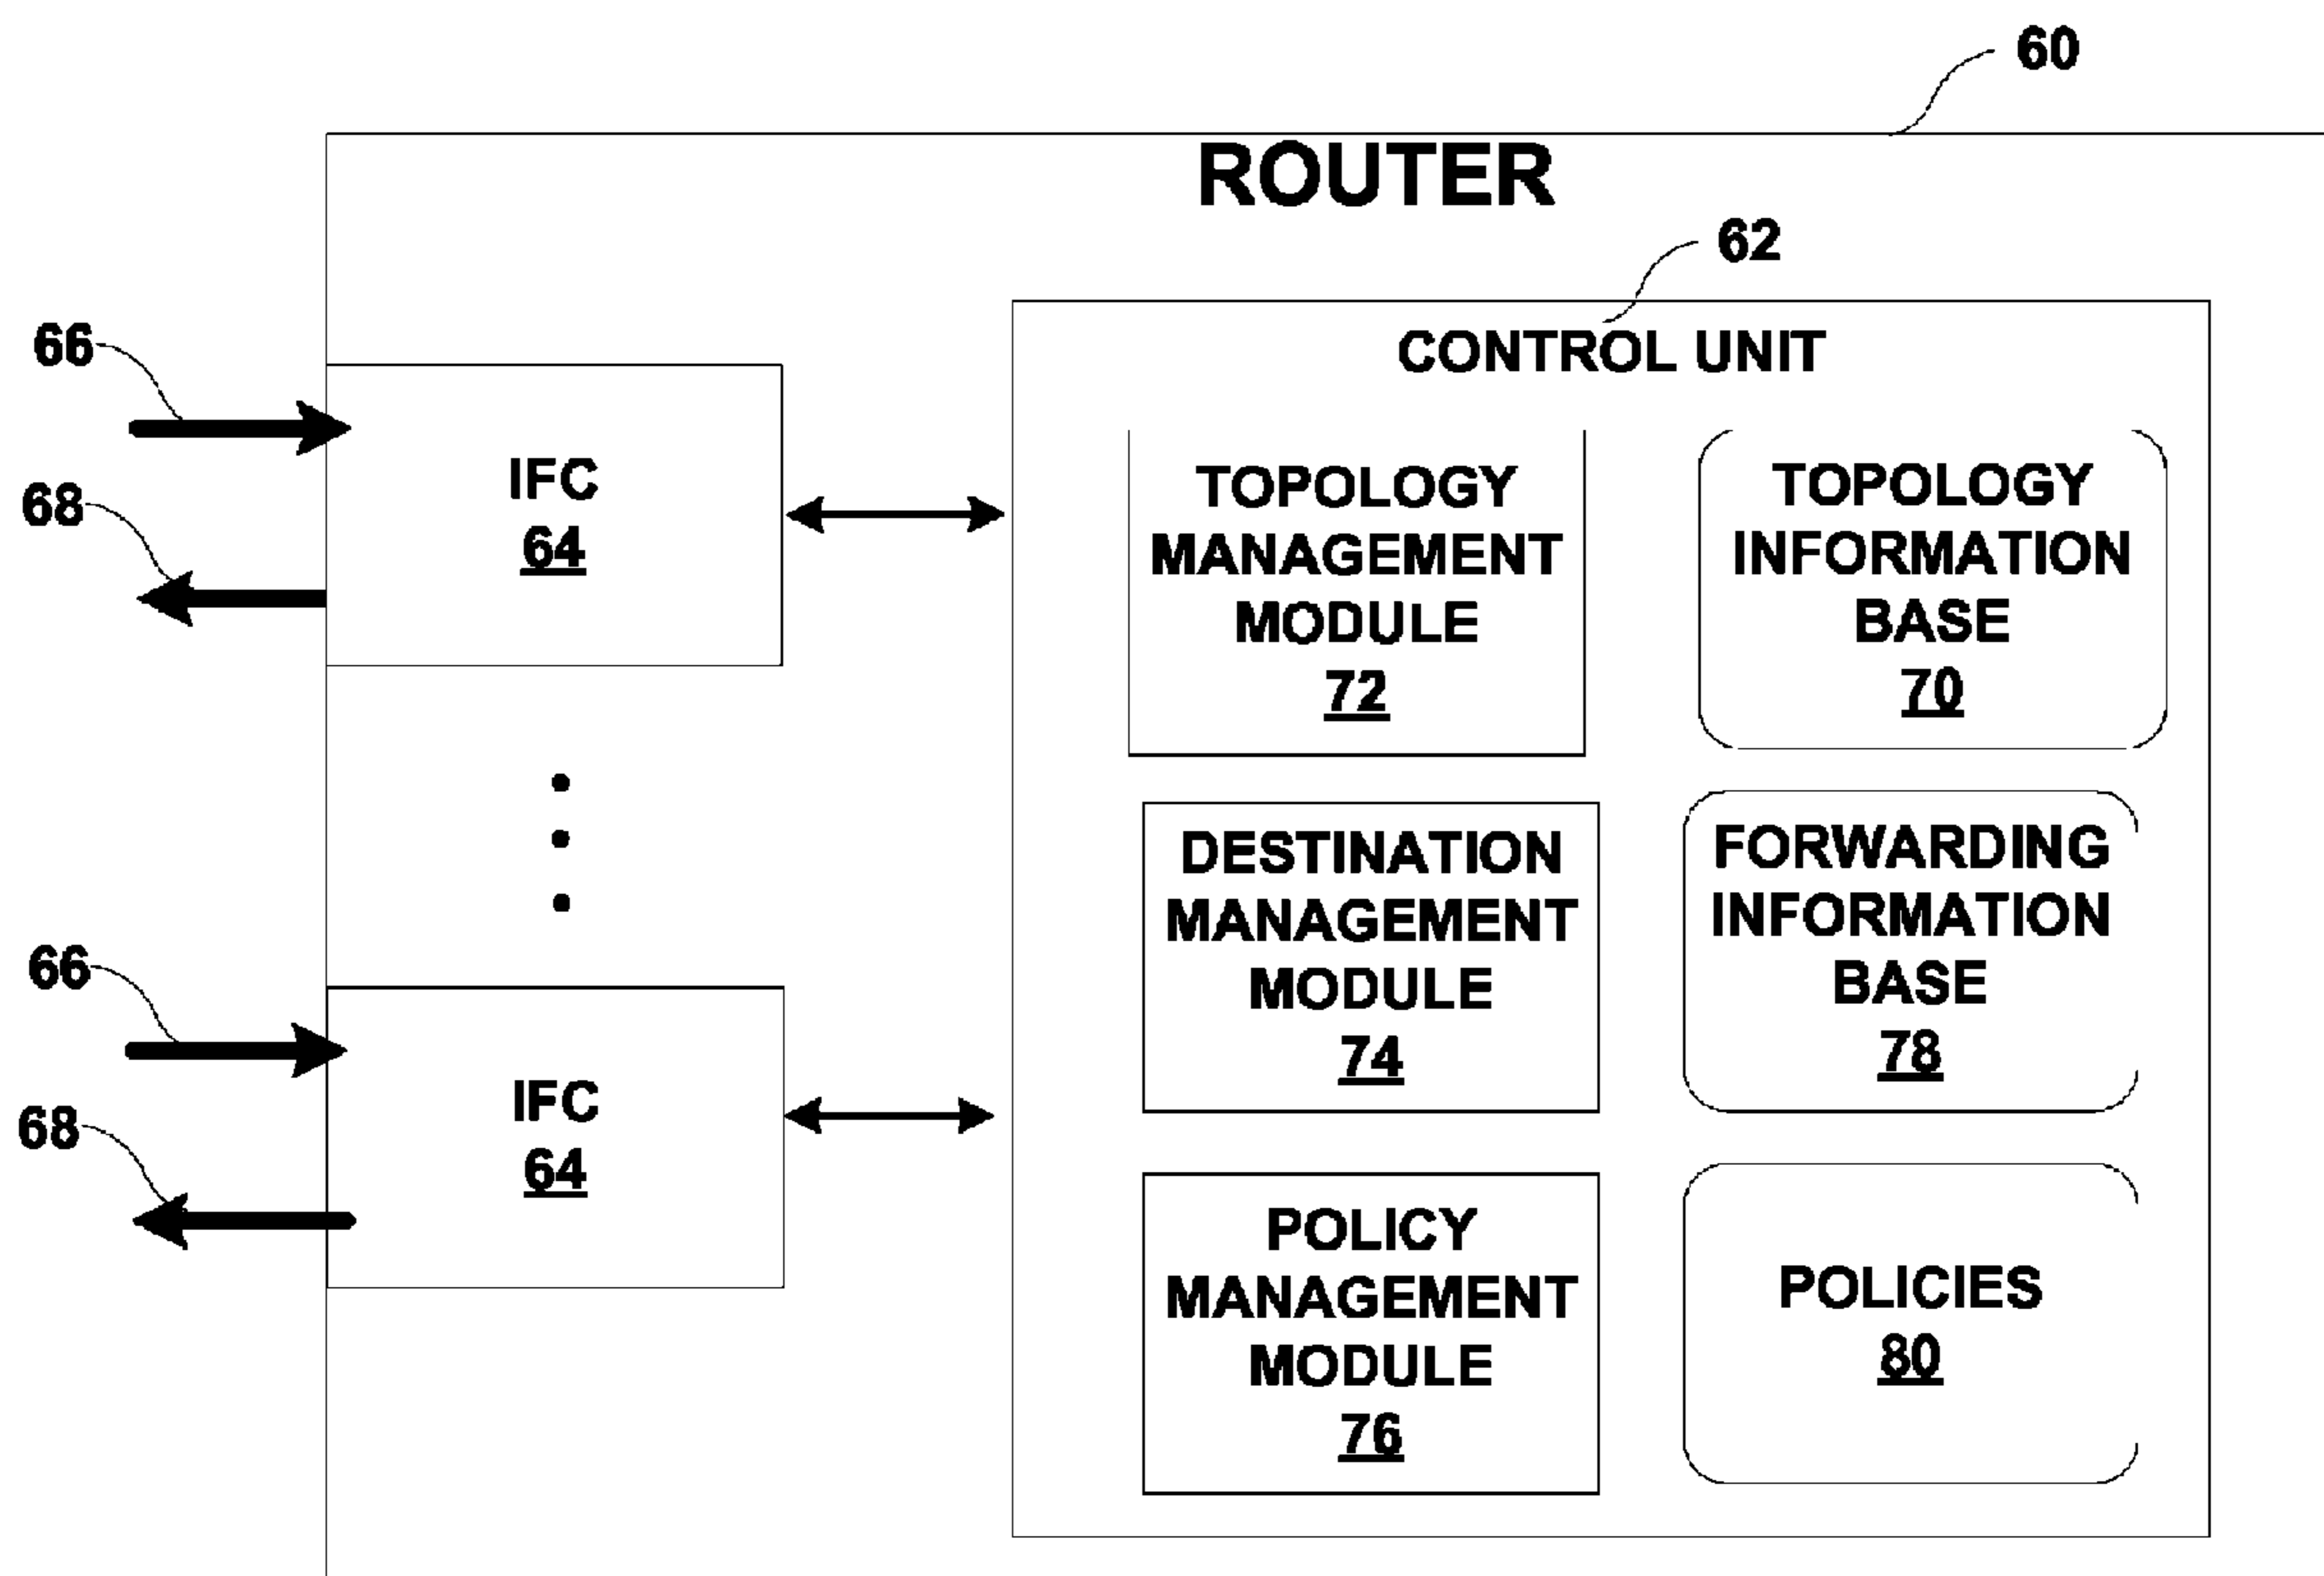 60
ROUTER
62
CONTROL UNIT
66
68
IFC
64
TOPOLOGY
MANAGEMENT
MODULE
72
TOPOLOGY
INFORMATION
BASE
70
DESTINATION
MANAGEMENT
MODULE
74
FORWARDING
INFORMATION
BASE
78
66
68
IFC
64
POLICY
MANAGEMENT
MODULE
76
POLICIES
80